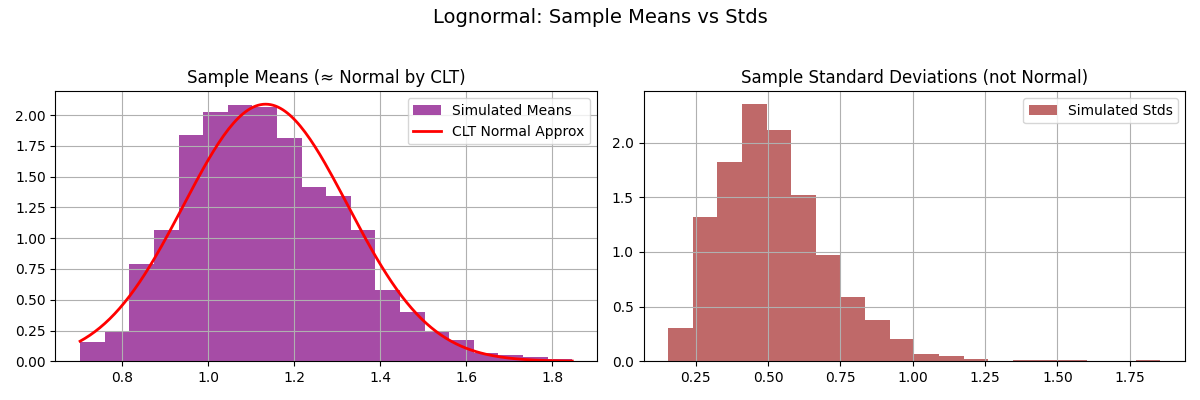 Lognormal: Sample Means vs Stds
Sample Means (≈ Normal by CLT)
Simulated Means
CLT Normal Approx
2.00
1.75
1.50
1.25
1.00
0.75
0.50
0.25
0.00
0.8 1.0 1.2 1.4 1.6 1.8
Sample Standard Deviations (not Normal)
Simulated Stds
2.0
1.5
1.0
0.5
0.0
0.25 0.50 0.75 1.00 1.25 1.50 1.75